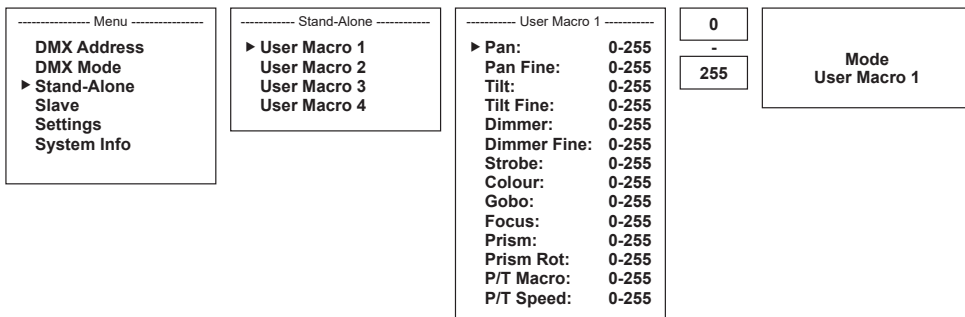 ---------------- Menu ----------------
DMX Address
DMX Mode
▶ Stand-Alone
Slave
Settings
System Info
------------ Stand-Alone ------------
▶ User Macro 1
User Macro 2
User Macro 3
User Macro 4
----------- User Macro 1 -----------
▶ Pan: 0-255
Pan Fine: 0-255
Tilt: 0-255
Tilt Fine: 0-255
Dimmer: 0-255
Dimmer Fine: 0-255
Strobe: 0-255
Colour: 0-255
Gobo: 0-255
Focus: 0-255
Prism: 0-255
Prism Rot: 0-255
P/T Macro: 0-255
P/T Speed: 0-255
0
-
255
Mode
User Macro 1